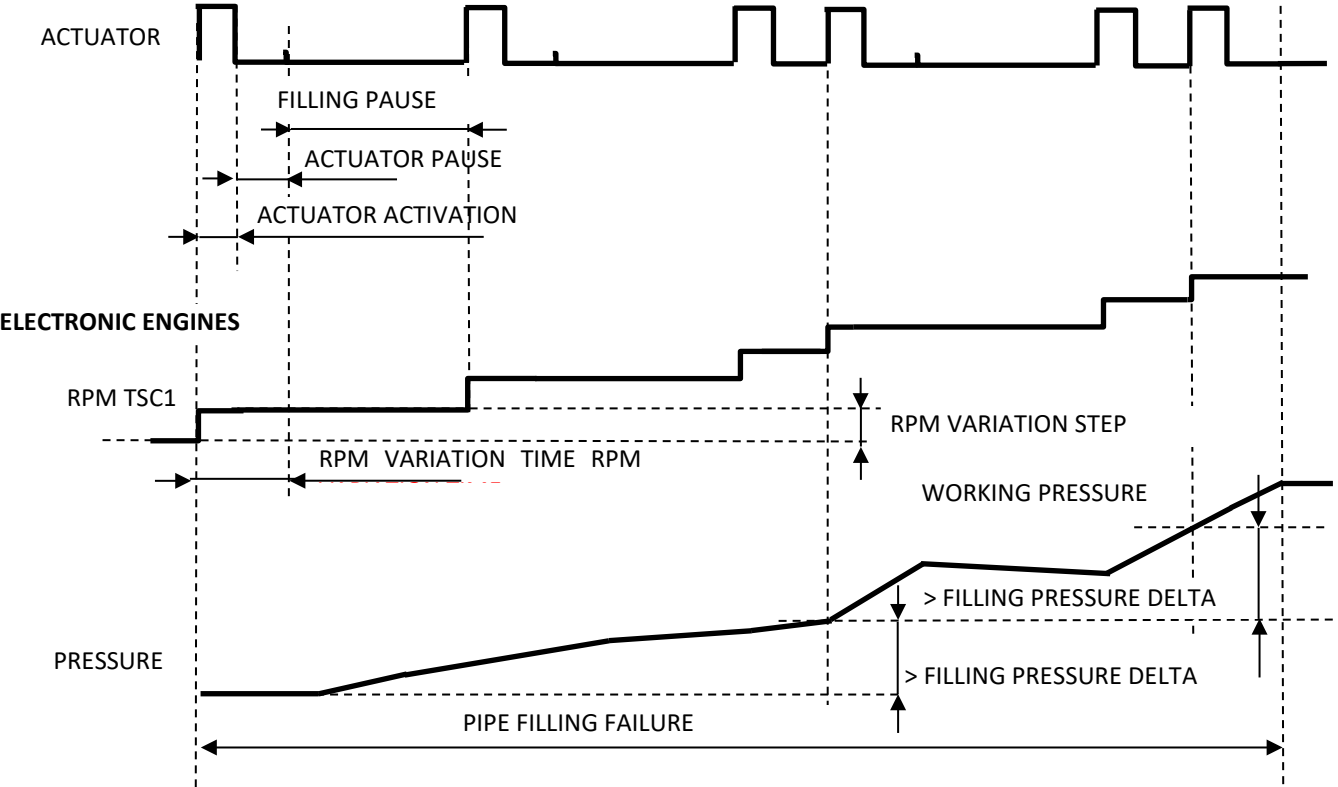 ACTUATOR
FILLING PAUSE
ACTUATOR PAUSE
ACTUATOR ACTIVATION
ELECTRONIC ENGINES
RPM TSC1
RPM VARIATION STEP
RPM VARIATION TIME RPM
WORKING PRESSURE
> FILLING PRESSURE DELTA
PRESSURE
> FILLING PRESSURE DELTA
PIPE FILLING FAILURE